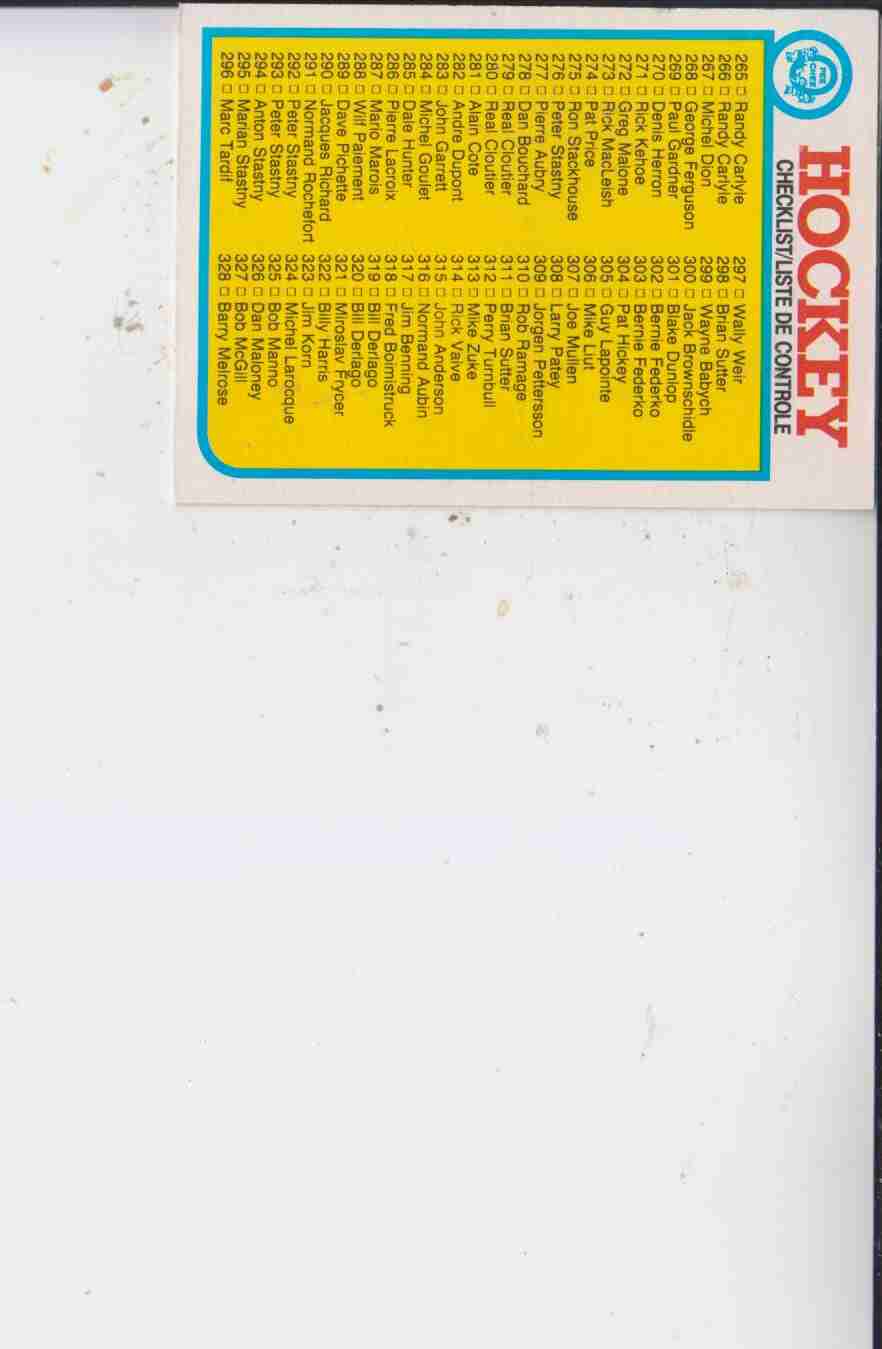 O-PEE-CHEE
HOCKEY
CHECKLIST/LISTE DE CONTROLE
265 □ Randy Carlyle
266 □ Randy Carlyle
267 □ Michel Dion
268 □ George Ferguson
269 □ Paul Gardner
270 □ Denis Herron
271 □ Rick Kehoe
272 □ Greg Malone
273 □ Rick MacLeish
274 □ Pat Price
275 □ Ron Stackhouse
276 □ Peter Stastny
277 □ Pierre Aubry
278 □ Dan Bouchard
279 □ Real Cloutier
280 □ Real Cloutier
281 □ Alain Cote
282 □ Andre Dupont
283 □ John Garrett
284 □ Michel Goulet
285 □ Dale Hunter
286 □ Pierre Lacroix
287 □ Mario Marois
288 □ Wilf Paiement
289 □ Dave Pichette
290 □ Jacques Richard
291 □ Normand Rochefort
292 □ Peter Stastny
293 □ Peter Stastny
294 □ Anton Stastny
295 □ Marian Stastny
296 □ Marc Tardif
297 □ Wally Weir
298 □ Brian Sutter
299 □ Wayne Babych
300 □ Jack Brownschidle
301 □ Blake Dunlop
302 □ Bernie Federko
303 □ Bernie Federko
304 □ Pat Hickey
305 □ Guy Lapointe
306 □ Mike Liut
307 □ Joe Mullen
308 □ Larry Patey
309 □ Jorgen Pettersson
310 □ Rob Ramage
311 □ Brian Sutter
312 □ Perry Turnbull
313 □ Mike Zuke
314 □ Rick Vaive
315 □ John Anderson
316 □ Normand Aubin
317 □ Jim Benning
318 □ Fred Boimistruck
319 □ Bill Derlago
320 □ Bill Derlago
321 □ Miroslav Frycer
322 □ Billy Harris
323 □ Jim Korn
324 □ Michel Larocque
325 □ Bob Manno
326 □ Dan Maloney
327 □ Bob McGill
328 □ Barry Melrose